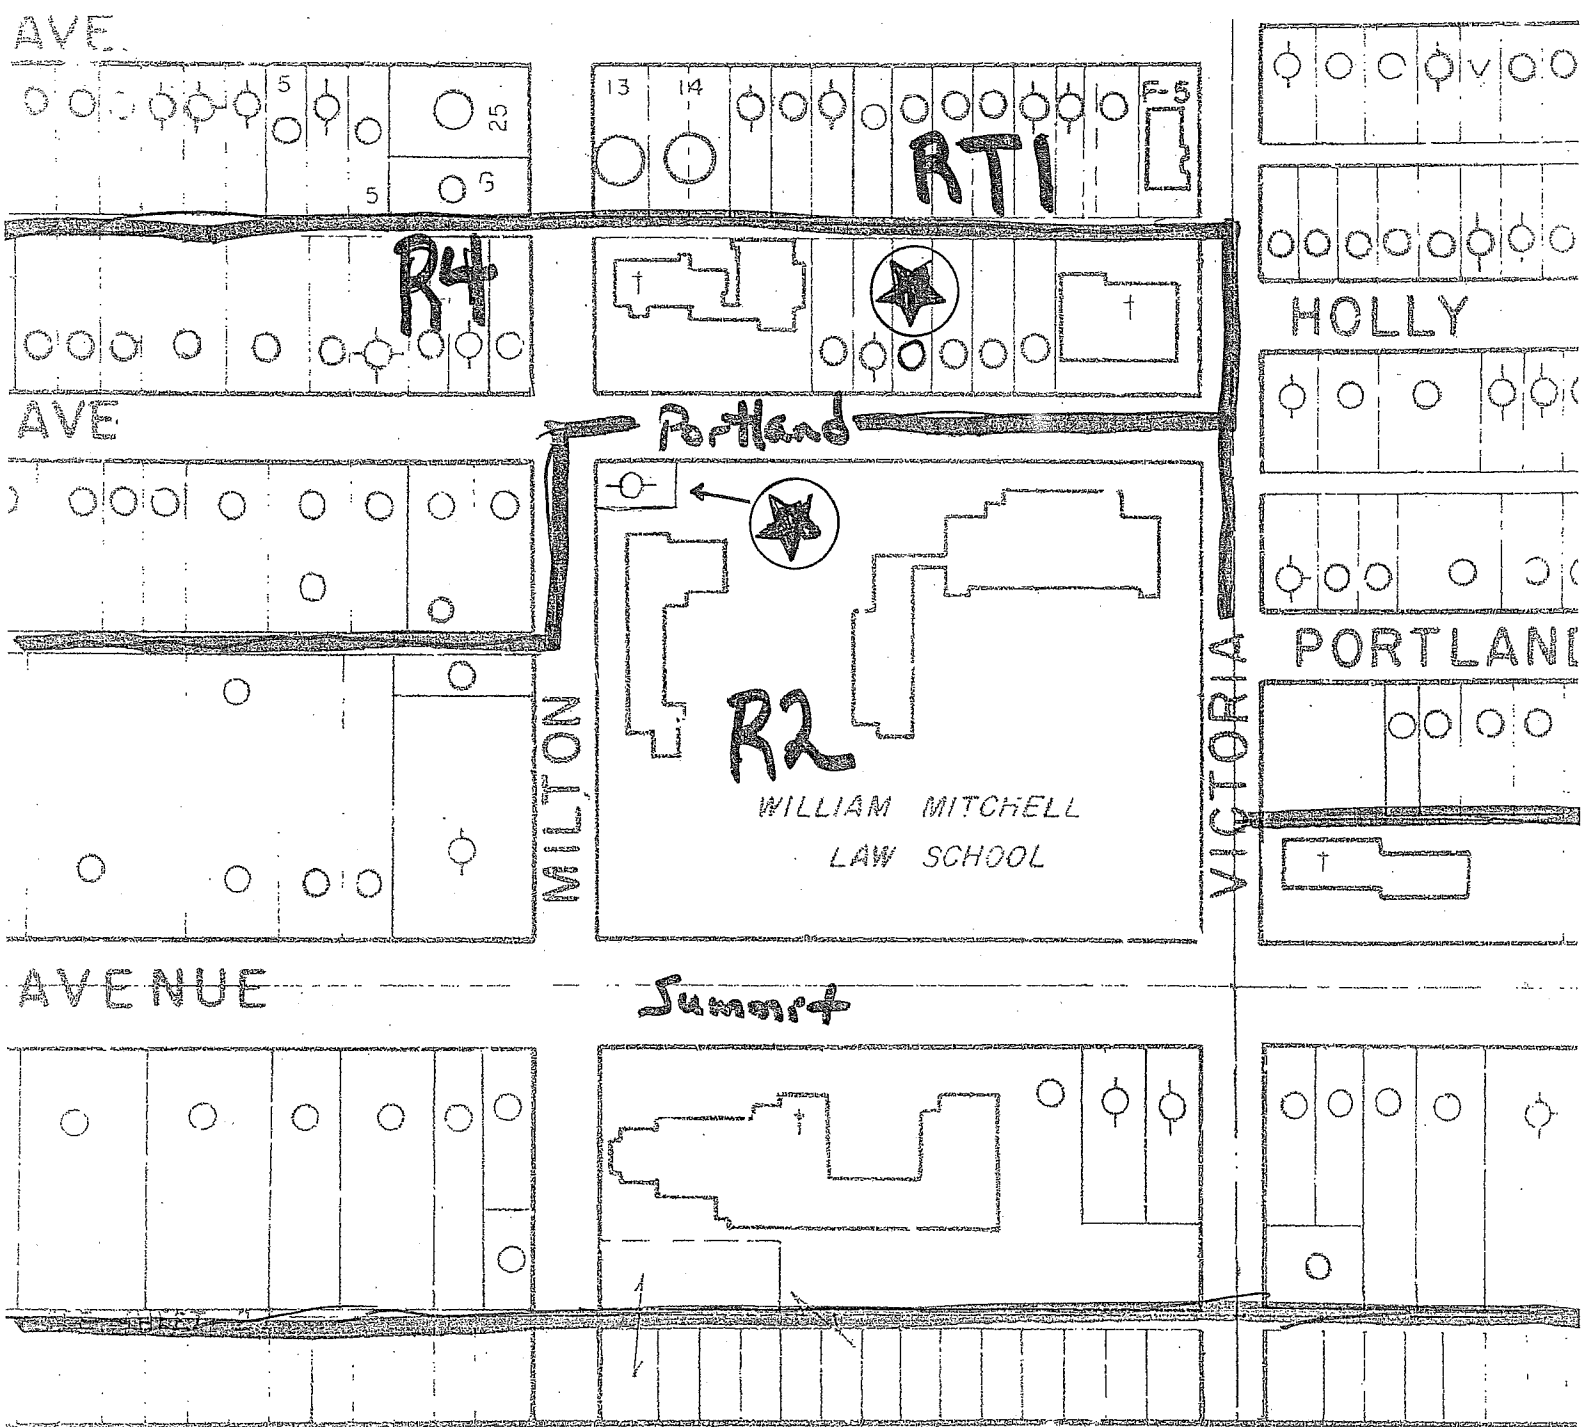 AVE.
5
25
5
G
13
14
F-5
RT1
R4
HOLLY
AVE
Portland
PORTLAND
R2
MILTON
VICTORIA
WILLIAM MITCHELL
LAW SCHOOL
AVENUE
Summit